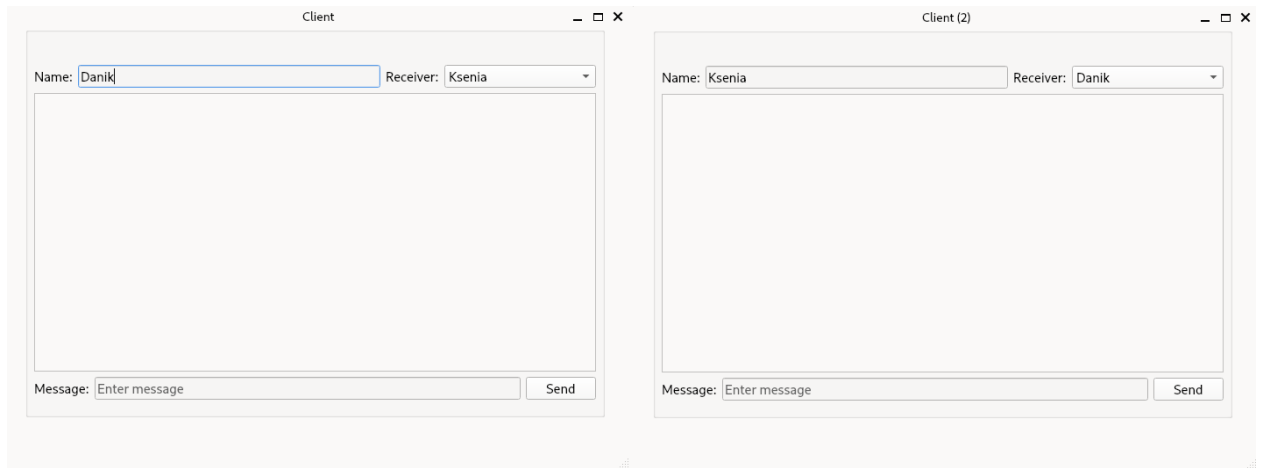 Client
Name: Danik Receiver: Ksenia
Message: Enter message Send
Client (2)
Name: Ksenia Receiver: Danik
Message: Enter message Send